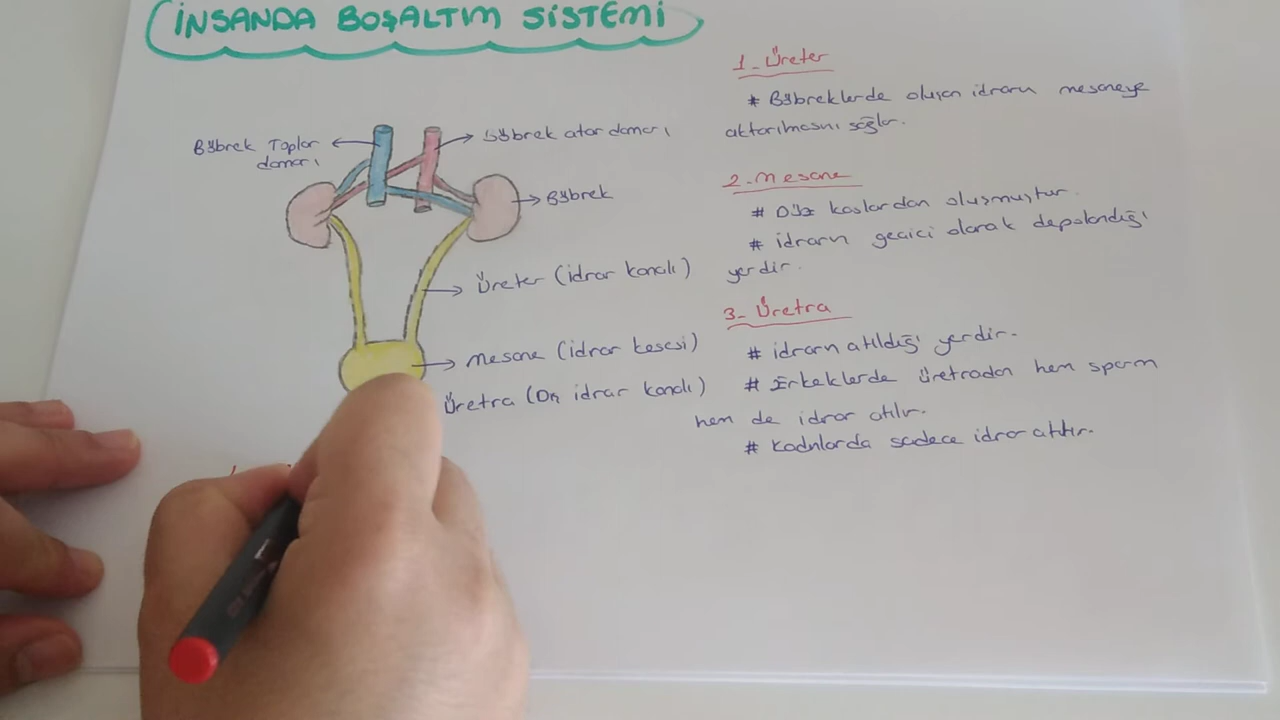 İNSANDA BOŞALTIM SİSTEMİ
Böbrek Toplar
damarı
Böbrek atar damarı
Böbrek
Üreter (idrar kanalı)
Mesane (idrar kesesi)
Üretra (Dış idrar kanalı)
1- Üreter
# Böbreklerde oluşan idrarın mesaneye
aktarılmasını sağlar.
2- Mesane
# Düz kaslardan oluşmuştur.
# idrarın geçici olarak depolandığı
yerdir.
3- Üretra
# idrarın atıldığı yerdir.
# Erkeklerde üretradan hem sperm
hem de idrar atılır.
# Kadınlarda sadece idrar atılır.